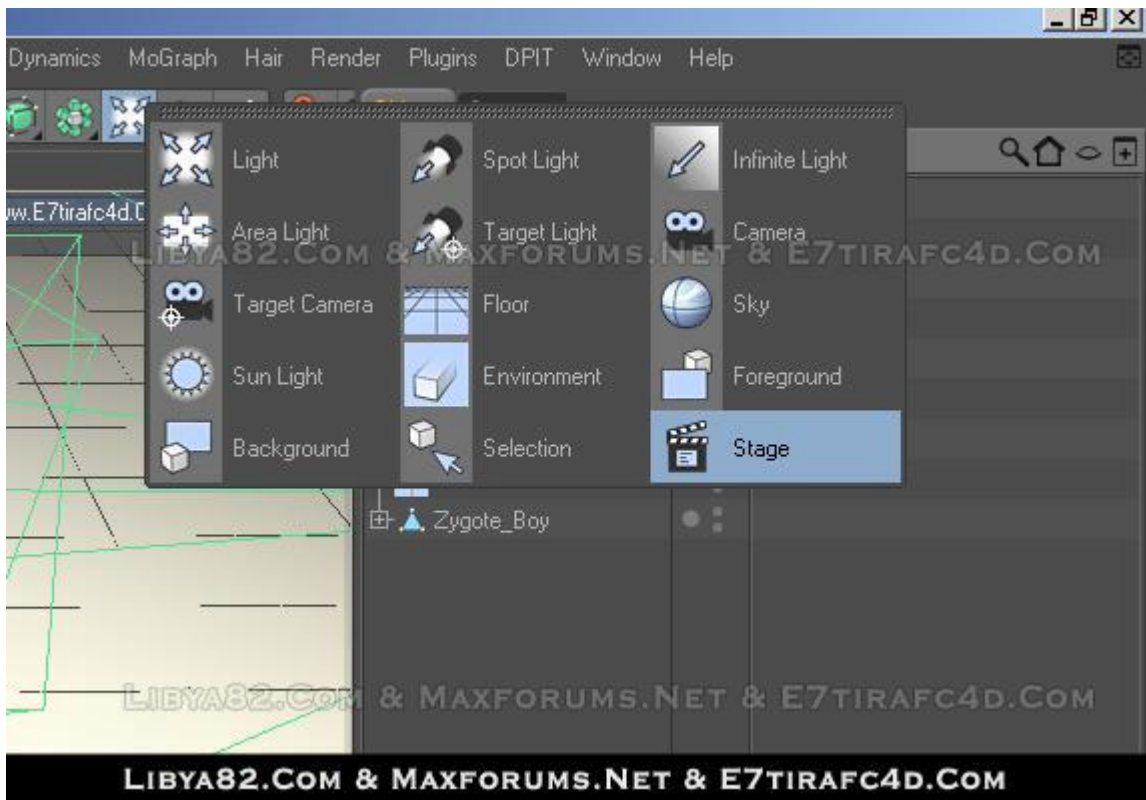 Dynamics MoGraph Hair Render Plugins DPIT Window Help
Light Spot Light Infinite Light
ww.E7tirafc4d.C
Area Light Target Light Camera
LIBYA82.COM & MAXFORUMS.NET & E7TIRAFC4D.COM
Target Camera Floor Sky
Sun Light Environment Foreground
Background Selection Stage
Zygote_Boy
LIBYA82.COM & MAXFORUMS.NET & E7TIRAFC4D.COM
LIBYA82.COM & MAXFORUMS.NET & E7TIRAFC4D.COM